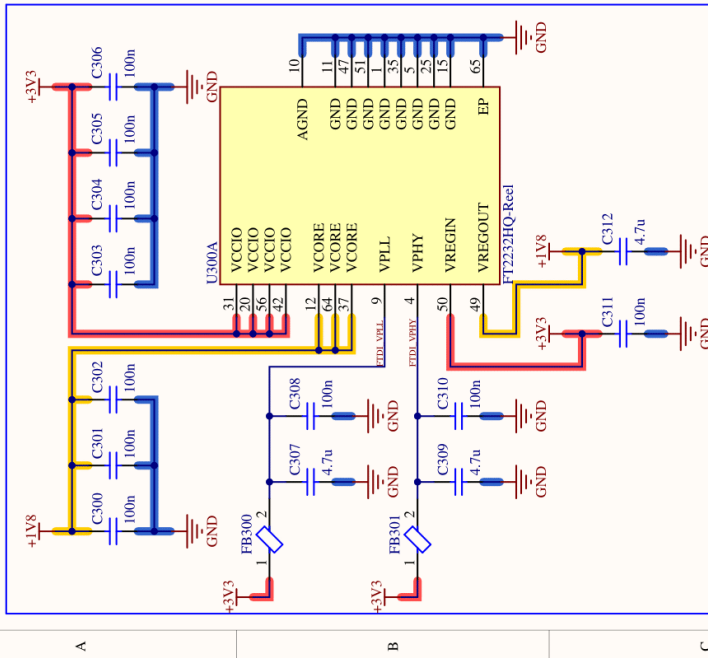 +3V3
C306
100n
GND
C305
100n
C304
100n
C303
100n
+1V8
C302
100n
C301
100n
C300
100n
GND
U300A
FT2232HQ-Reel
31 VCCIO
20 VCCIO
56 VCCIO
42 VCCIO
12 VCORE
64 VCORE
37 VCORE
9 VPLL
4 VPHY
50 VREGIN
49 VREGOUT
AGND 10
GND 11
GND 47
GND 51
GND 1
GND 35
GND 5
GND 25
GND 15
EP 65
GND
FTDI_VPLL
FTDI_VPHY
+3V3
1 FB300 2
C307
4.7u
GND
C308
100n
GND
+3V3
1 FB301 2
C309
4.7u
GND
C310
100n
GND
+3V3
C311
100n
GND
+1V8
C312
4.7u
GND
A
B
C